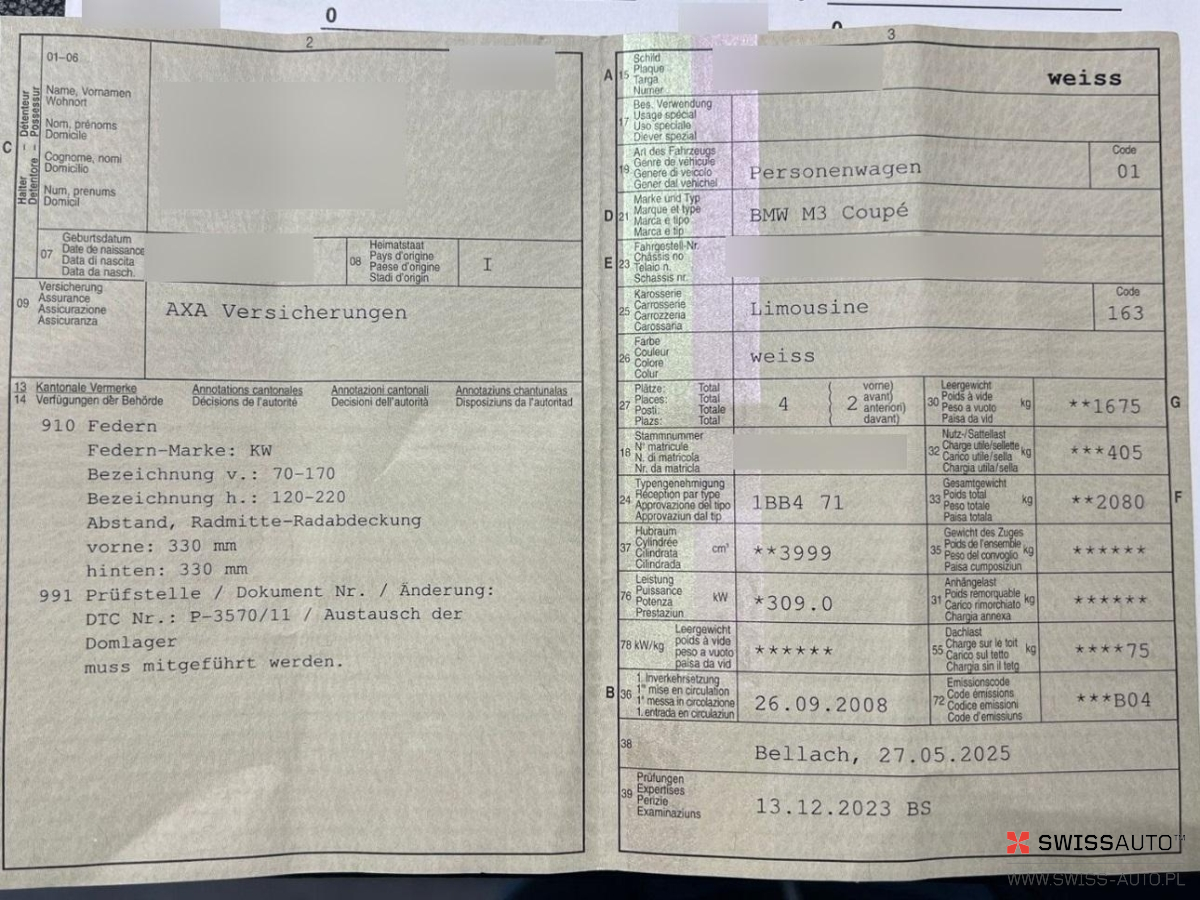 0
0
2
01–06
Halter – Détenteur
Detentore – Possessur
Name, Vornamen
Wohnort
Nom, prénoms
Domicile
Cognome, nomi
Domicilio
Num, prenums
Domicil
C
07
Geburtsdatum
Date de naissance
Data di nascita
Data da nasch.
08
Heimatstaat
Pays d'origine
Paese d'origine
Stadi d'origin
I
09
Versicherung
Assurance
Assicurazione
Assicuranza
AXA Versicherungen
13 Kantonale Vermerke Annotations cantonales Annotazioni cantonali Annotaziuns chantunalas
14 Verfügungen der Behörde Décisions de l'autorité Decisioni dell'autorità Disposiziuns da l'autoritad
910 Federn
Federn-Marke: KW
Bezeichnung v.: 70-170
Bezeichnung h.: 120-220
Abstand, Radmitte-Radabdeckung
vorne: 330 mm
hinten: 330 mm
991 Prüfstelle / Dokument Nr. / Änderung:
DTC Nr.: P-3570/11 / Austausch der
Domlager
muss mitgeführt werden.
3
A 15
Schild
Plaque
Targa
Numer
weiss
17
Bes. Verwendung
Usage spécial
Uso speciale
Diever spezial
19
Art des Fahrzeugs
Genre de véhicule
Genere di veicolo
Gener dal vehichel
Personenwagen
Code
01
D 21
Marke und Typ
Marque et type
Marca e tipo
Marca e tip
BMW M3 Coupé
E 23
Fahrgestell-Nr.
Châssis no
Telaio n.
Schassis nr.
25
Karosserie
Carrosserie
Carrozzeria
Carossaria
Limousine
Code
163
26
Farbe
Couleur
Colore
Colur
weiss
27
Plätze: Total
Places: Total
Posti: Totale
Plazs: Total
4 ( 2 vorne)
avant)
anteriori)
davant)
30
Leergewicht
Poids à vide
Peso a vuoto
Paisa da vid
kg
**1675
G
18
Stammnummer
N° matricule
N. di matricola
Nr. da matricla
32
Nutz-/Sattellast
Charge utile/sellette
Carico utile/sella
Chargia utila/sella
kg
***405
24
Typengenehmigung
Réception par type
Approvazione del tipo
Approvaziun dal tip
1BB4 71
33
Gesamtgewicht
Poids total
Peso totale
Paisa totala
kg
**2080
F
37
Hubraum
Cylindrée
Cilindrata
Cilindrada
cm³
**3999
35
Gewicht des Zuges
Poids de l'ensemble
Peso del convoglio
Paisa cumposiziun
kg
******
76
Leistung
Puissance
Potenza
Prestaziun
kW
*309.0
31
Anhängelast
Poids remorquable
Carico rimorchiato
Chargia annexa
kg
******
78 kW/kg
Leergewicht
poids à vide
peso a vuoto
paisa da vid
******
55
Dachlast
Charge sur le toit
Carico sul tetto
Chargia sin il tetg
kg
****75
B 36
1. Inverkehrsetzung
1re mise en circulation
1a messa in circolazione
1. entrada en circulaziun
26.09.2008
72
Emissionscode
Code émissions
Codice emissioni
Code d'emissiuns
***B04
38
Bellach, 27.05.2025
39
Prüfungen
Expertises
Perizie
Examinaziuns
13.12.2023 BS
SWISSAUTO™
WWW.SWISS-AUTO.PL